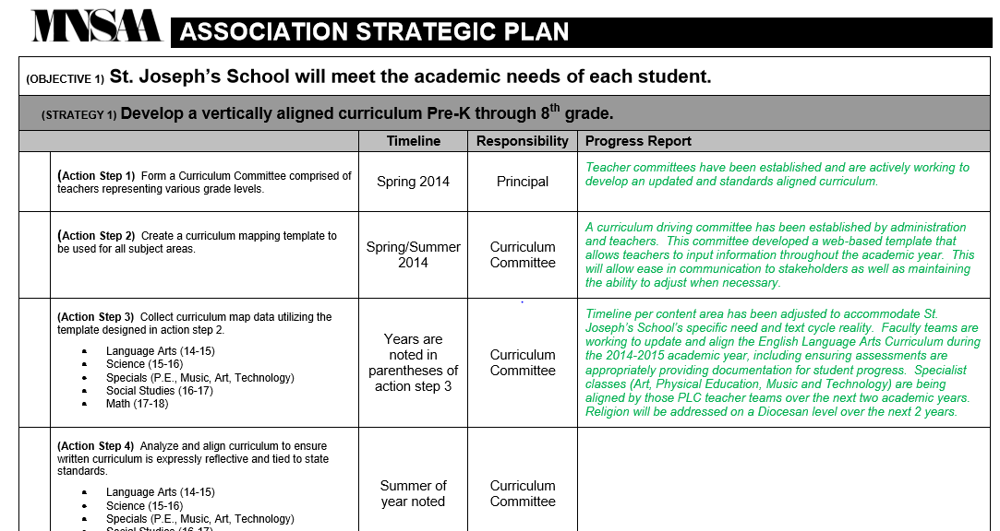 MNSAA ASSOCIATION STRATEGIC PLAN
(OBJECTIVE 1) St. Joseph's School will meet the academic needs of each student.
(STRATEGY 1) Develop a vertically aligned curriculum Pre-K through 8th grade.
Timeline Responsibility Progress Report
(Action Step 1) Form a Curriculum Committee comprised of
teachers representing various grade levels.
Spring 2014
Principal
Teacher committees have been established and are actively working to
develop an updated and standards aligned curriculum.
(Action Step 2) Create a curriculum mapping template to
be used for all subject areas.
Spring/Summer
2014
Curriculum
Committee
A curriculum driving committee has been established by administration
and teachers. This committee developed a web-based template that
allows teachers to input information throughout the academic year. This
will allow ease in communication to stakeholders as well as maintaining
the ability to adjust when necessary.
(Action Step 3) Collect curriculum map data utilizing the
template designed in action step 2.
• Language Arts (14-15)
• Science (15-16)
• Specials (P.E., Music, Art, Technology)
• Social Studies (16-17)
• Math (17-18)
Years are
noted in
parentheses of
action step 3
Curriculum
Committee
Timeline per content area has been adjusted to accommodate St.
Joseph's School's specific need and text cycle reality. Faculty teams are
working to update and align the English Language Arts Curriculum during
the 2014-2015 academic year, including ensuring assessments are
appropriately providing documentation for student progress. Specialist
classes (Art, Physical Education, Music and Technology) are being
aligned by those PLC teacher teams over the next two academic years.
Religion will be addressed on a Diocesan level over the next 2 years.
(Action Step 4) Analyze and align curriculum to ensure
written curriculum is expressly reflective and tied to state
standards.
• Language Arts (14-15)
• Science (15-16)
• Specials (P.E., Music, Art, Technology)
• Social Studies (16-17)
Summer of
year noted
Curriculum
Committee